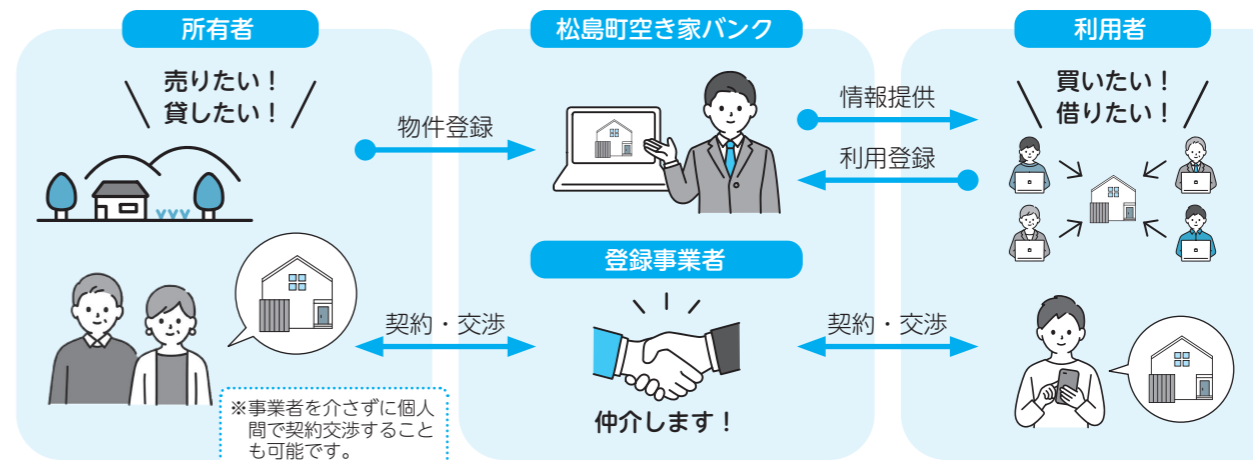 所有者
売りたい！
貸したい！
物件登録
松島町空き家バンク
情報提供
利用登録
利用者
買いたい！
借りたい！
契約・交渉
登録事業者
仲介します！
契約・交渉
※事業者を介さずに個人
間で契約交渉すること
も可能です。